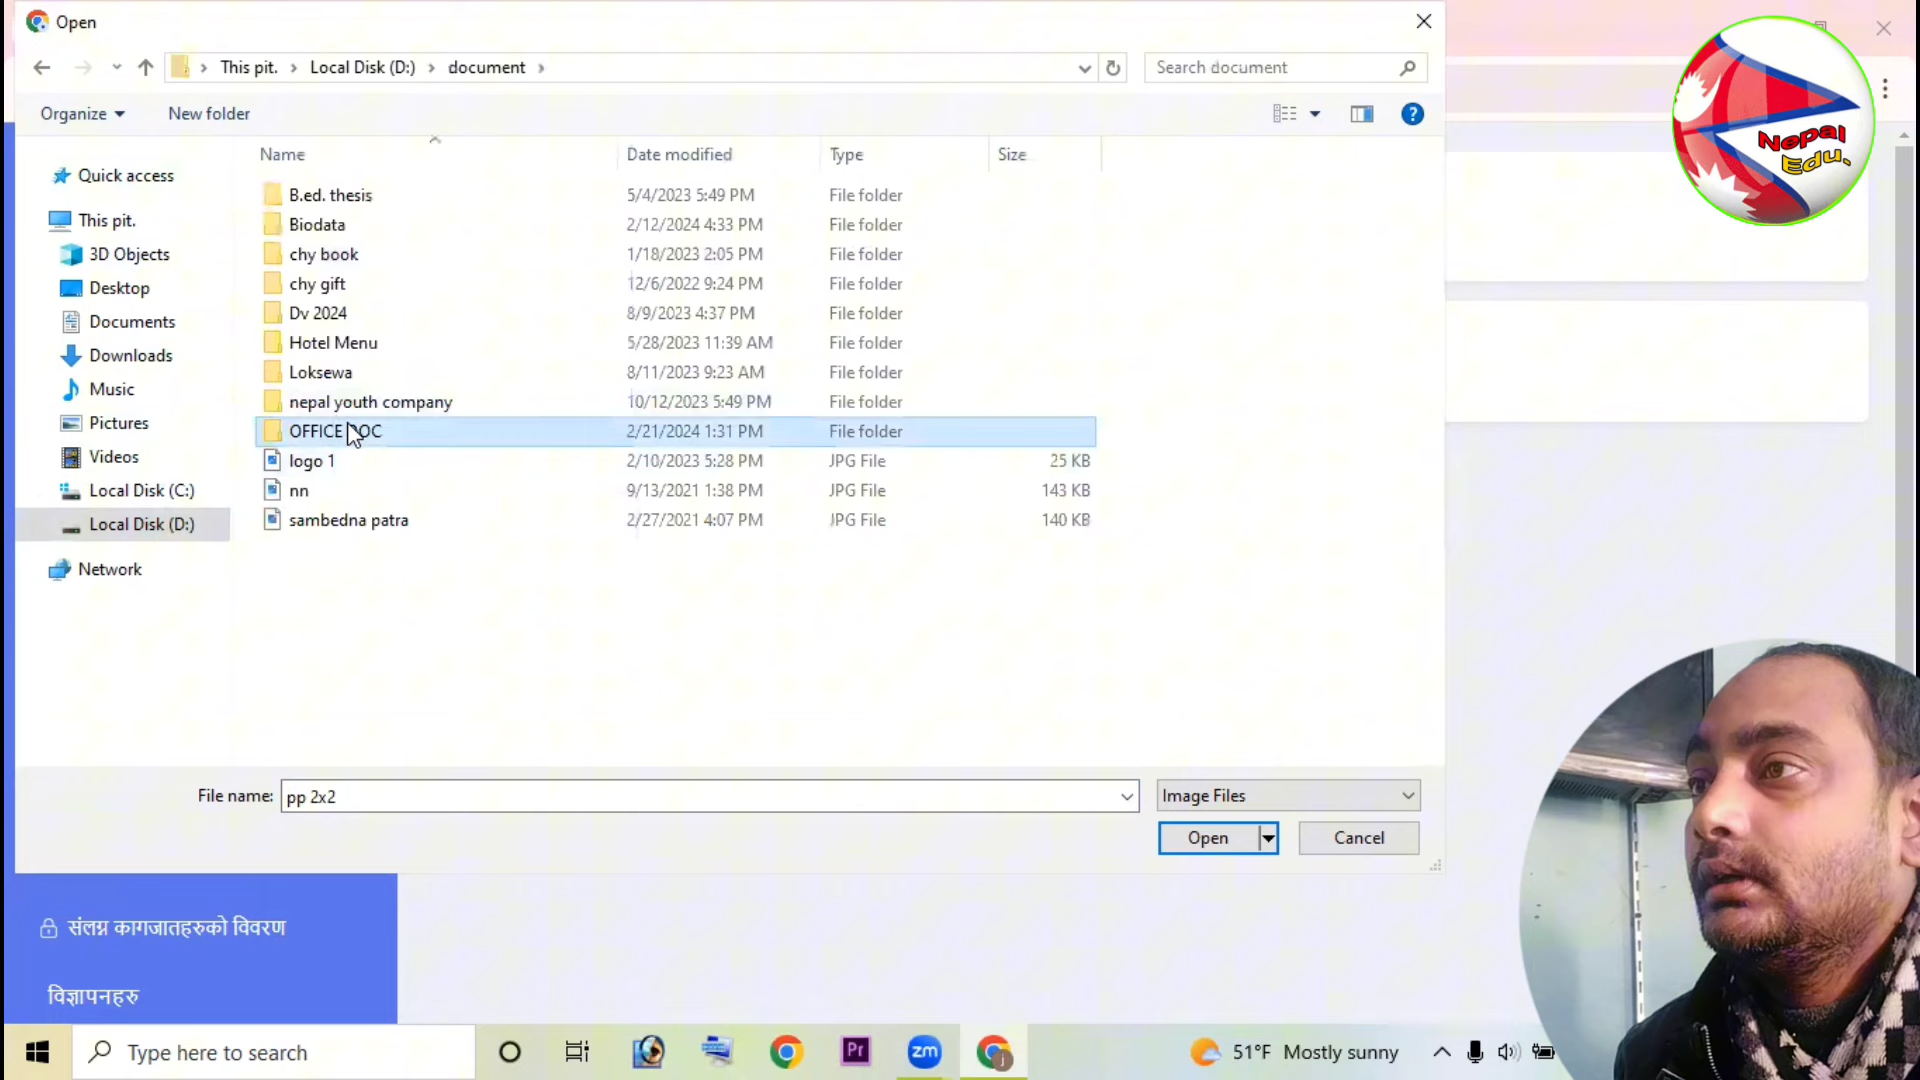 Open
This pit. > Local Disk (D:) > document >
Search document
Organize
New folder
Name
Date modified
Type
Size
Quick access
This pit.
3D Objects
Desktop
Documents
Downloads
Music
Pictures
Videos
Local Disk (C:)
Local Disk (D:)
Network
B.ed. thesis 5/4/2023 5:49 PM File folder
Biodata 2/12/2024 4:33 PM File folder
chy book 1/18/2023 2:05 PM File folder
chy gift 12/6/2022 9:24 PM File folder
Dv 2024 8/9/2023 4:37 PM File folder
Hotel Menu 5/28/2023 11:39 AM File folder
Loksewa 8/11/2023 9:23 AM File folder
nepal youth company 10/12/2023 5:49 PM File folder
OFFICE DOC 2/21/2024 1:31 PM File folder
logo 1 2/10/2023 5:28 PM JPG File 25 KB
nn 9/13/2021 1:38 PM JPG File 143 KB
sambedna patra 2/27/2021 4:07 PM JPG File 140 KB
File name: pp 2x2
Image Files
Open
Cancel
Nepal
Edu.
संलग्न कागजातहरुको विवरण
विज्ञापनहरु
Type here to search
Pr
zm
j
51°F Mostly sunny